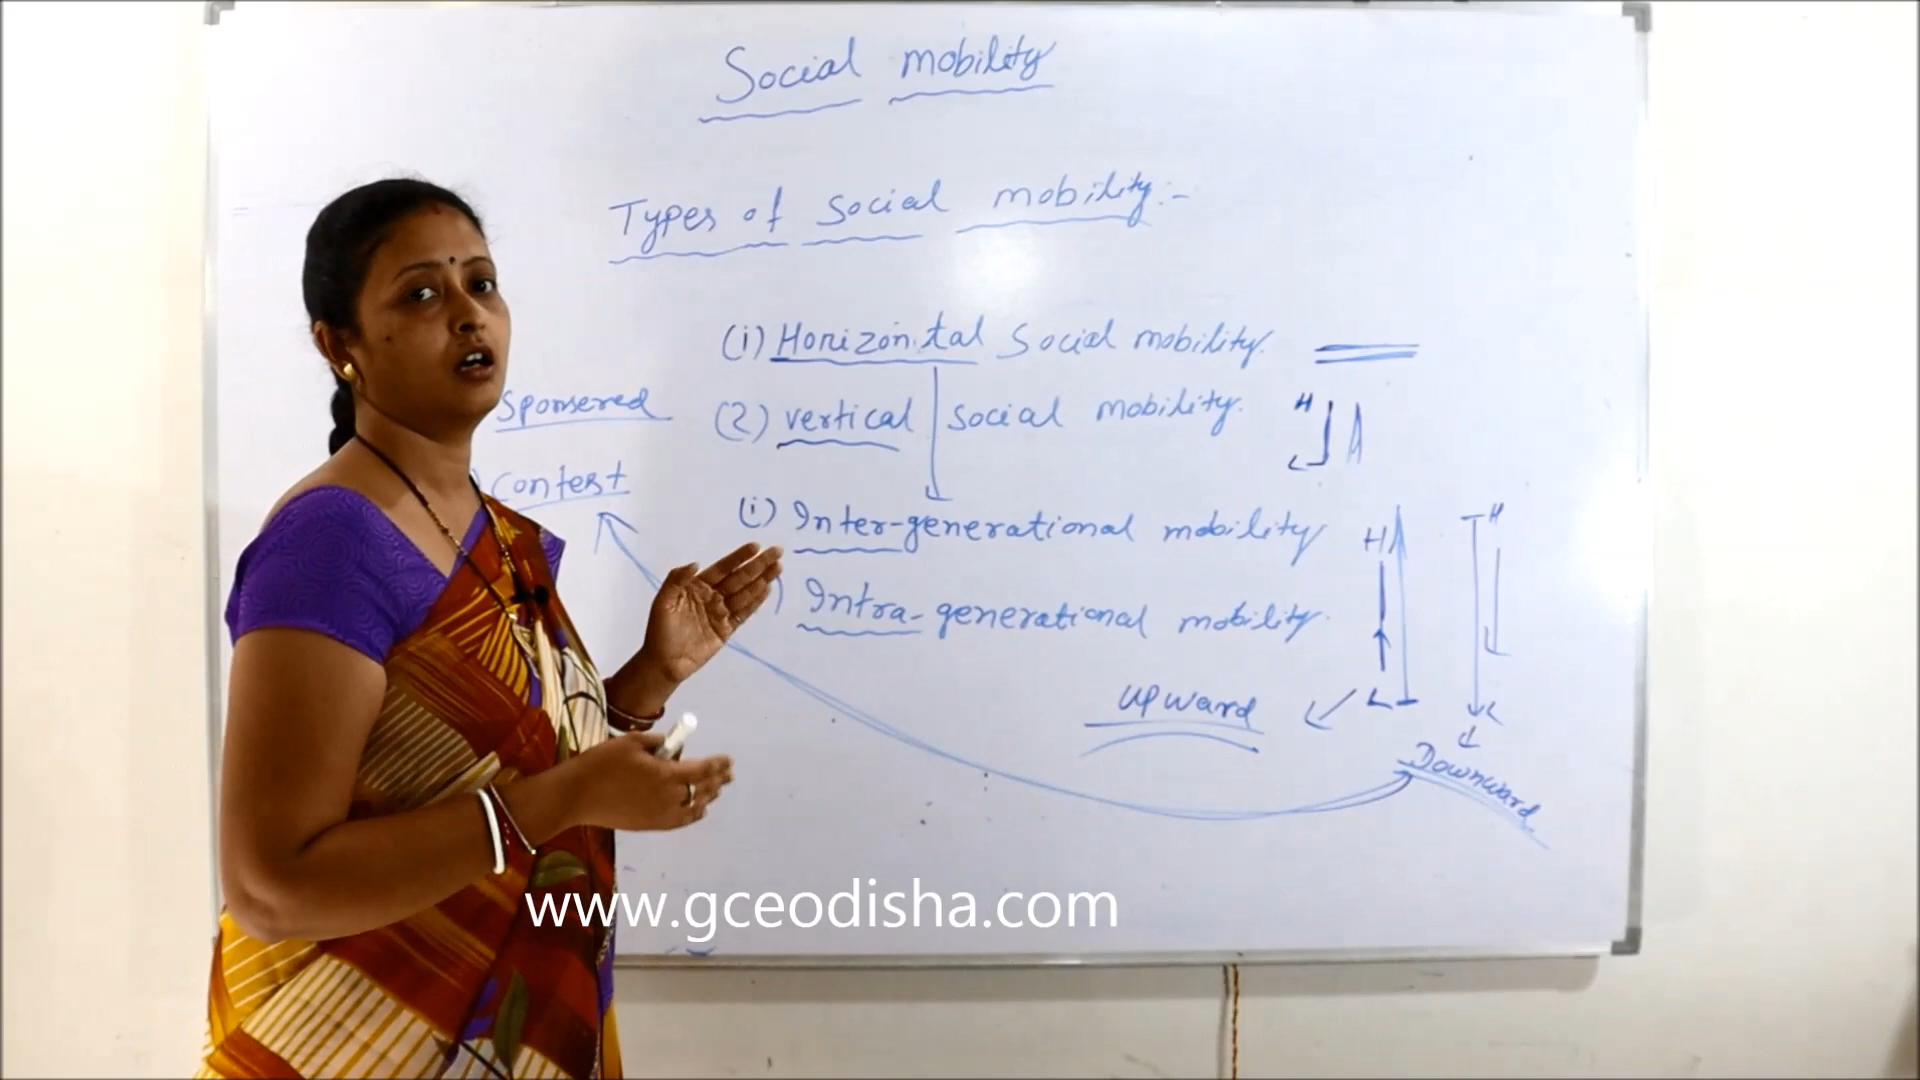 Social mobility
Types of social mobility:-
(i) Horizontal Social mobility.
(2) vertical social mobility.
H
L
Sponsered
Contest
(i) Inter-generational mobility
) Intra-generational mobility.
H
L
H
L
upward
Downward
www.gceodisha.com